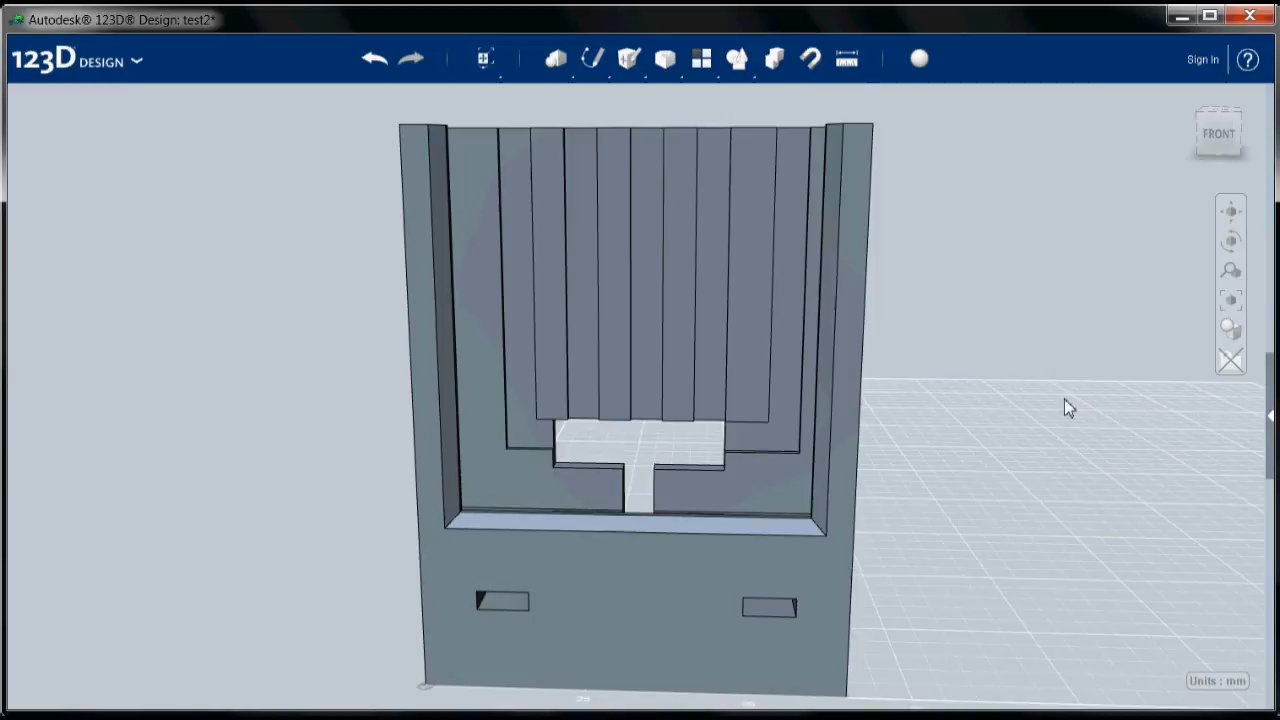 Autodesk® 123D® Design: test2*
123D DESIGN
Sign In
?
FRONT
Units : mm